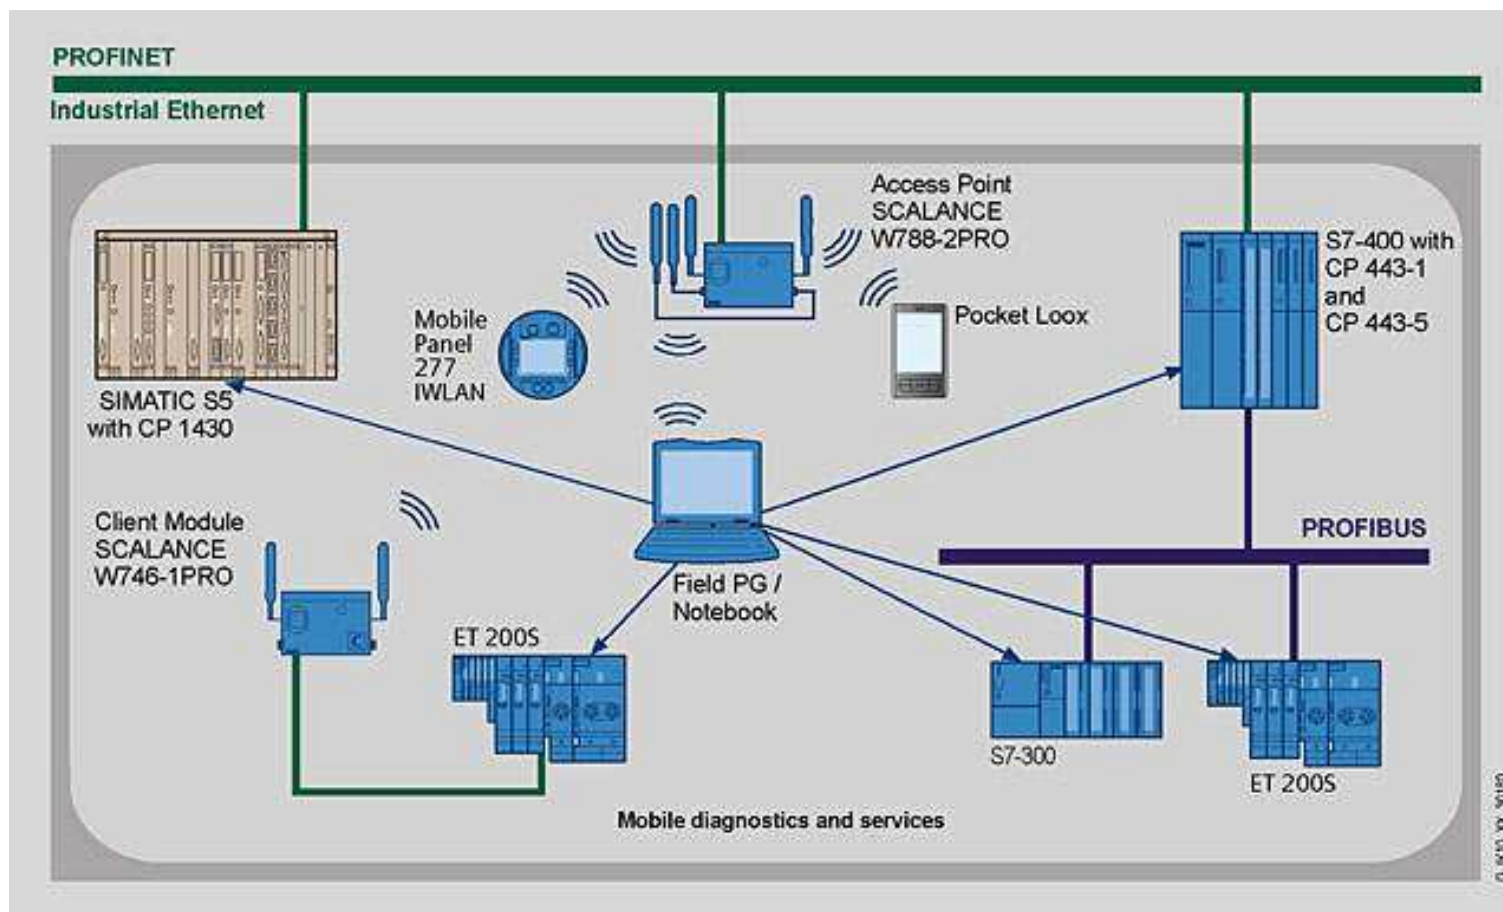 PROFINET
Industrial Ethernet
Access Point
SCALANCE
W788-2PRO
S7-400 with
CP 443-1
and
CP 443-5
Mobile
Panel
277
IWLAN
Pocket Loox
SIMATIC S5
with CP 1430
Client Module
SCALANCE
W746-1PRO
PROFIBUS
Field PG /
Notebook
ET 200S
S7-300
ET 200S
Mobile diagnostics and services